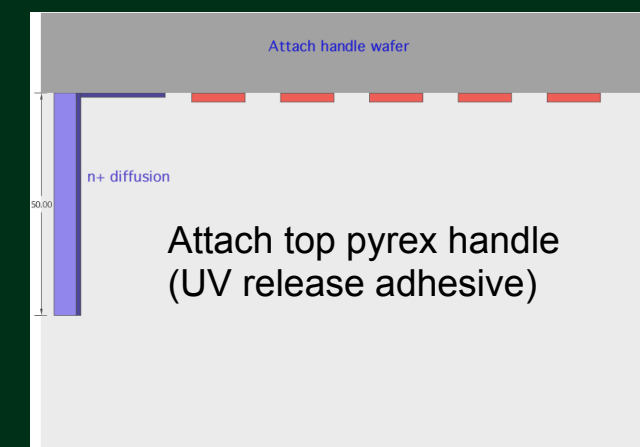 Attach handle wafer
n+ diffusion
50.00
Attach top pyrex handle
(UV release adhesive)